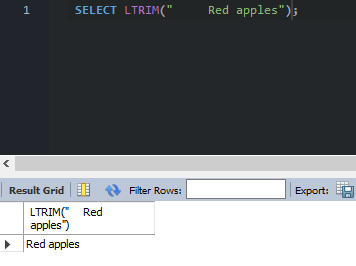 1 SELECT LTRIM("     Red apples");
Result Grid Filter Rows: Export:
LTRIM("     Red
apples")
Red apples